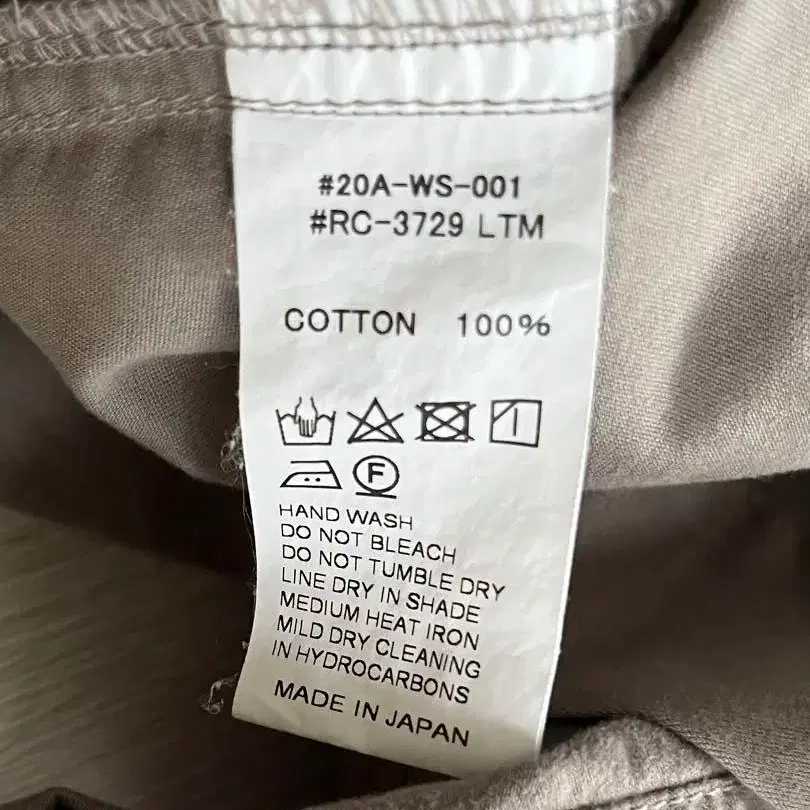 #20A-WS-001
#RC-3729 LTM
COTTON 100%
F
HAND WASH
DO NOT BLEACH
DO NOT TUMBLE DRY
LINE DRY IN SHADE
MEDIUM HEAT IRON
MILD DRY CLEANING
IN HYDROCARBONS
MADE IN JAPAN